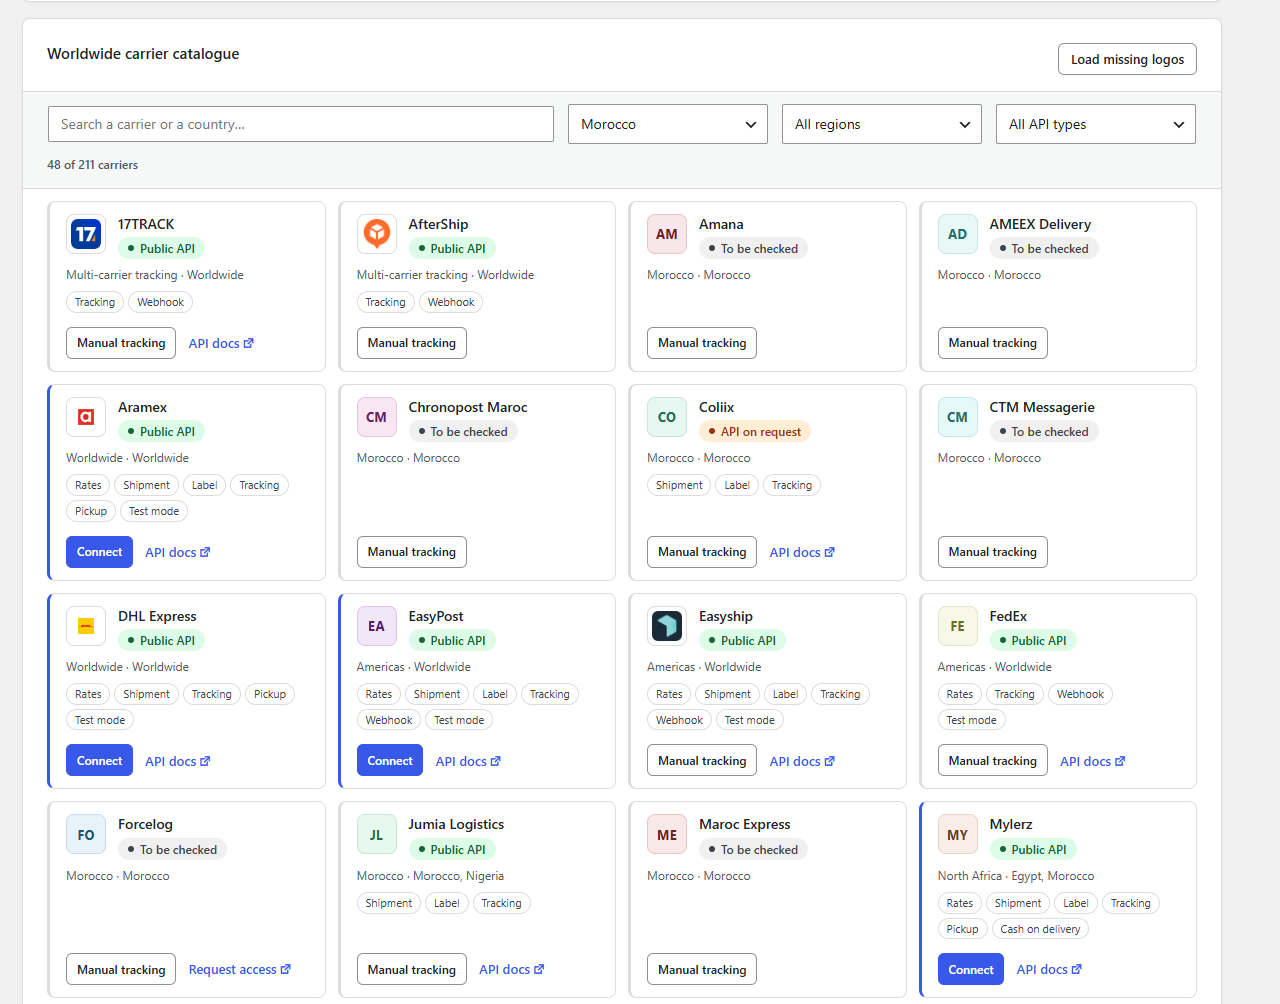 Worldwide carrier catalogue
Load missing logos
Search a carrier or a country...
Morocco
All regions
All API types
48 of 211 carriers
17
17TRACK
Public API
Multi-carrier tracking · Worldwide
Tracking
Webhook
Manual tracking
API docs
AfterShip
Public API
Multi-carrier tracking · Worldwide
Tracking
Webhook
Manual tracking
AM
Amana
To be checked
Morocco · Morocco
Manual tracking
AD
AMEEX Delivery
To be checked
Morocco · Morocco
Manual tracking
a
Aramex
Public API
Worldwide · Worldwide
Rates
Shipment
Label
Tracking
Pickup
Test mode
Connect
API docs
CM
Chronopost Maroc
To be checked
Morocco · Morocco
Manual tracking
CO
Coliix
API on request
Morocco · Morocco
Shipment
Label
Tracking
Manual tracking
API docs
CM
CTM Messagerie
To be checked
Morocco · Morocco
Manual tracking
DHL Express
Public API
Worldwide · Worldwide
Rates
Shipment
Tracking
Pickup
Test mode
Connect
API docs
EA
EasyPost
Public API
Americas · Worldwide
Rates
Shipment
Label
Tracking
Webhook
Test mode
Connect
API docs
Easyship
Public API
Americas · Worldwide
Rates
Shipment
Label
Tracking
Webhook
Test mode
Manual tracking
API docs
FE
FedEx
Public API
Americas · Worldwide
Rates
Tracking
Webhook
Test mode
Manual tracking
API docs
FO
Forcelog
To be checked
Morocco · Morocco
Manual tracking
Request access
JL
Jumia Logistics
Public API
Morocco · Morocco, Nigeria
Shipment
Label
Tracking
Manual tracking
API docs
ME
Maroc Express
To be checked
Morocco · Morocco
Manual tracking
MY
Mylerz
Public API
North Africa · Egypt, Morocco
Rates
Shipment
Label
Tracking
Pickup
Cash on delivery
Connect
API docs